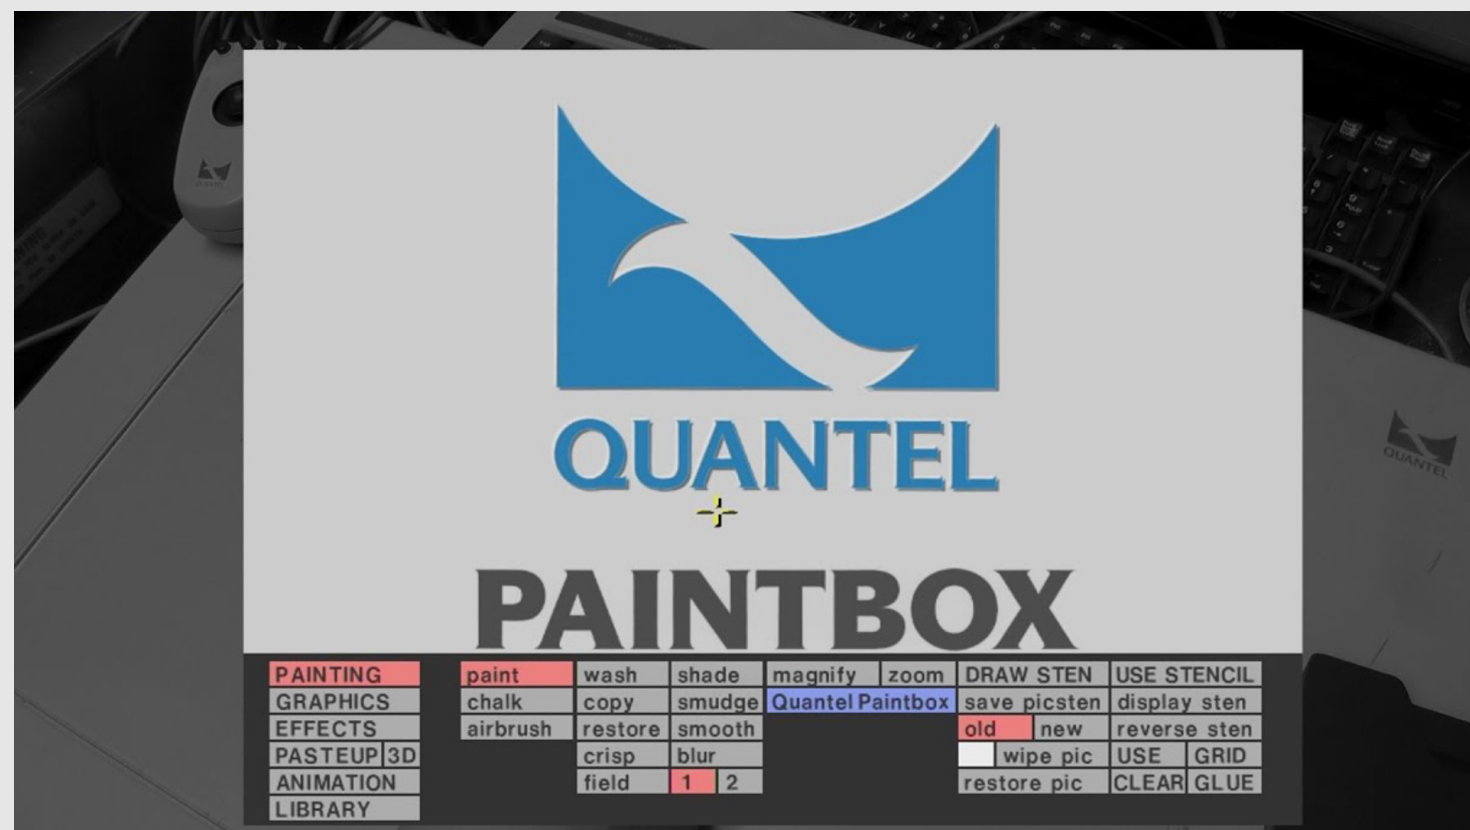 QUANTEL
PAINTBOX
PAINTING paint wash shade magnify zoom DRAW STEN USE STENCIL
GRAPHICS chalk copy smudge Quantel Paintbox save picsten display sten
EFFECTS airbrush restore smooth old new reverse sten
PASTEUP 3D crisp blur wipe pic USE GRID
ANIMATION field 1 2 restore pic CLEAR GLUE
LIBRARY
QUANTEL
QUANTEL